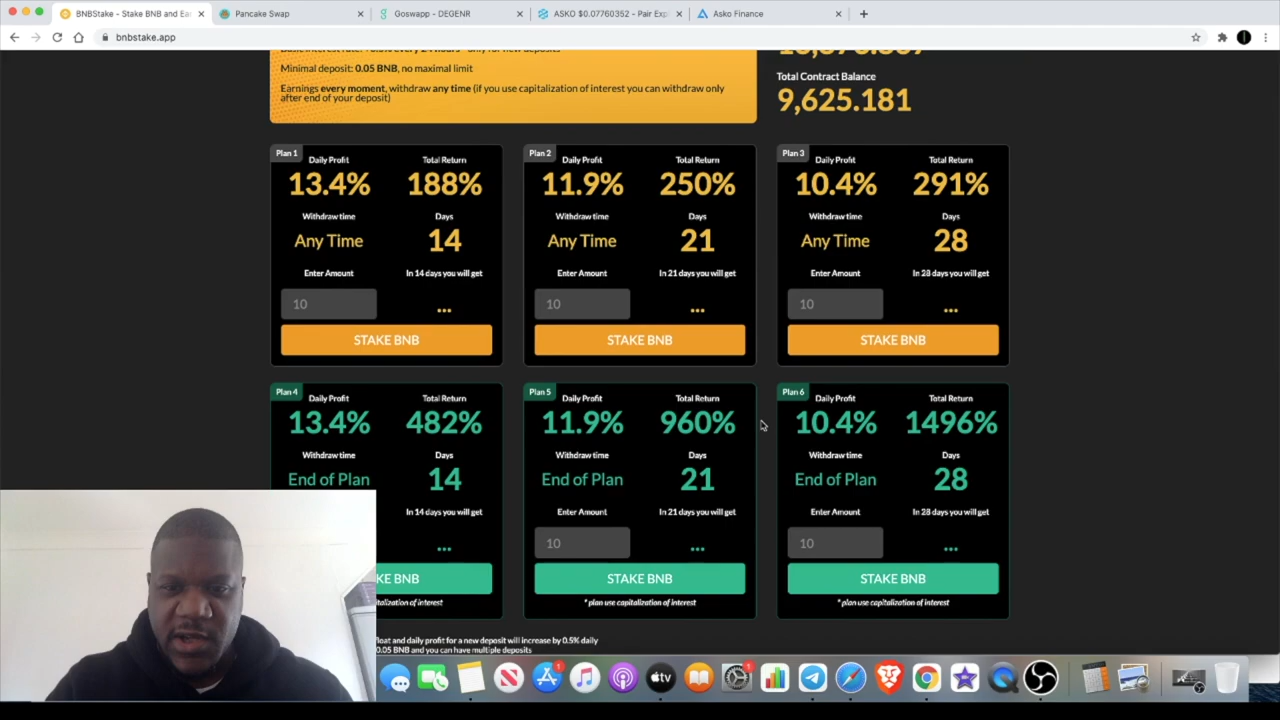 BNBStake - Stake BNB and Ea
Pancake Swap
Goswapp - DEGENR
ASKO $0.07760352 - Pair Exp
Asko Finance
bnbstake.app
Minimal deposit: 0.05 BNB, no maximal limit
Earnings every moment, withdraw any time (if you use capitalization of interest you can withdraw only
after end of your deposit)
Total Contract Balance
9,625.181
Plan 1
Daily Profit
Total Return
13.4%
188%
Withdraw time
Days
Any Time
14
Enter Amount
In 14 days you will get
10
...
STAKE BNB
Plan 2
Daily Profit
Total Return
11.9%
250%
Withdraw time
Days
Any Time
21
Enter Amount
In 21 days you will get
10
...
STAKE BNB
Plan 3
Daily Profit
Total Return
10.4%
291%
Withdraw time
Days
Any Time
28
Enter Amount
In 28 days you will get
10
...
STAKE BNB
Plan 4
Daily Profit
Total Return
13.4%
482%
Withdraw time
Days
End of Plan
14
In 14 days you will get
...
KE BNB
italization of interest
Plan 5
Daily Profit
Total Return
11.9%
960%
Withdraw time
Days
End of Plan
21
Enter Amount
In 21 days you will get
10
...
STAKE BNB
* plan use capitalization of interest
Plan 6
Daily Profit
Total Return
10.4%
1496%
Withdraw time
Days
End of Plan
28
Enter Amount
In 28 days you will get
10
...
STAKE BNB
* plan use capitalization of interest
loat and daily profit for a new deposit will increase by 0.5% daily
0.05 BNB and you can have multiple deposits
tv